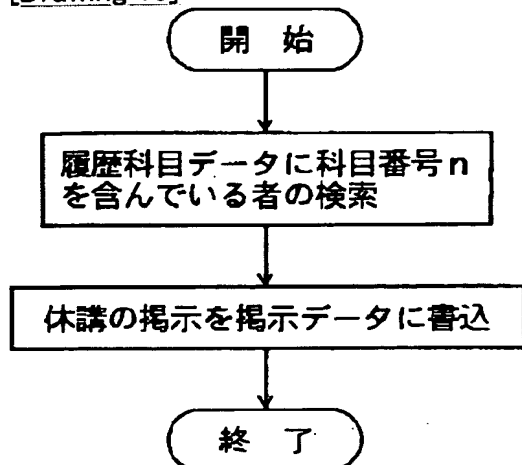 開 始
履歴科目データに科目番号n
を含んでいる者の検索
休講の掲示を掲示データに書込
終 了